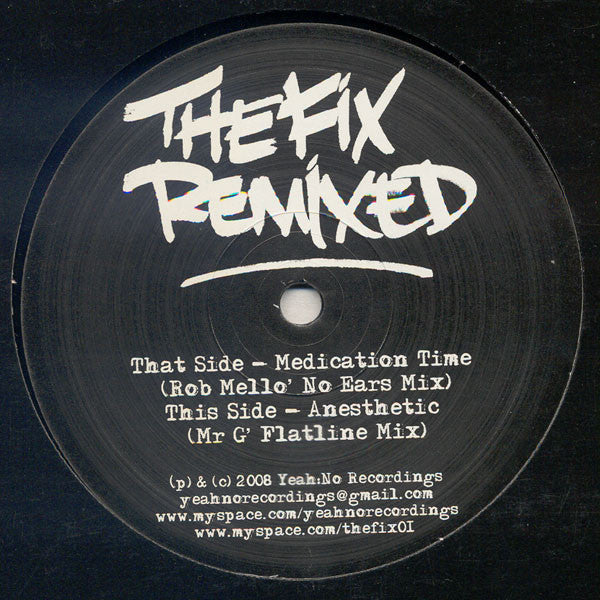 THE FIX
REMIXED
That Side - Medication Time
(Rob Mello' No Ears Mix)
This Side - Anesthetic
(Mr G' Flatline Mix)
(p) & (c) 2008 Yeah:No Recordings
yeahnorecordings@gmail.com
www.myspace.com/yeahnorecordings
www.myspace.com/thefix01